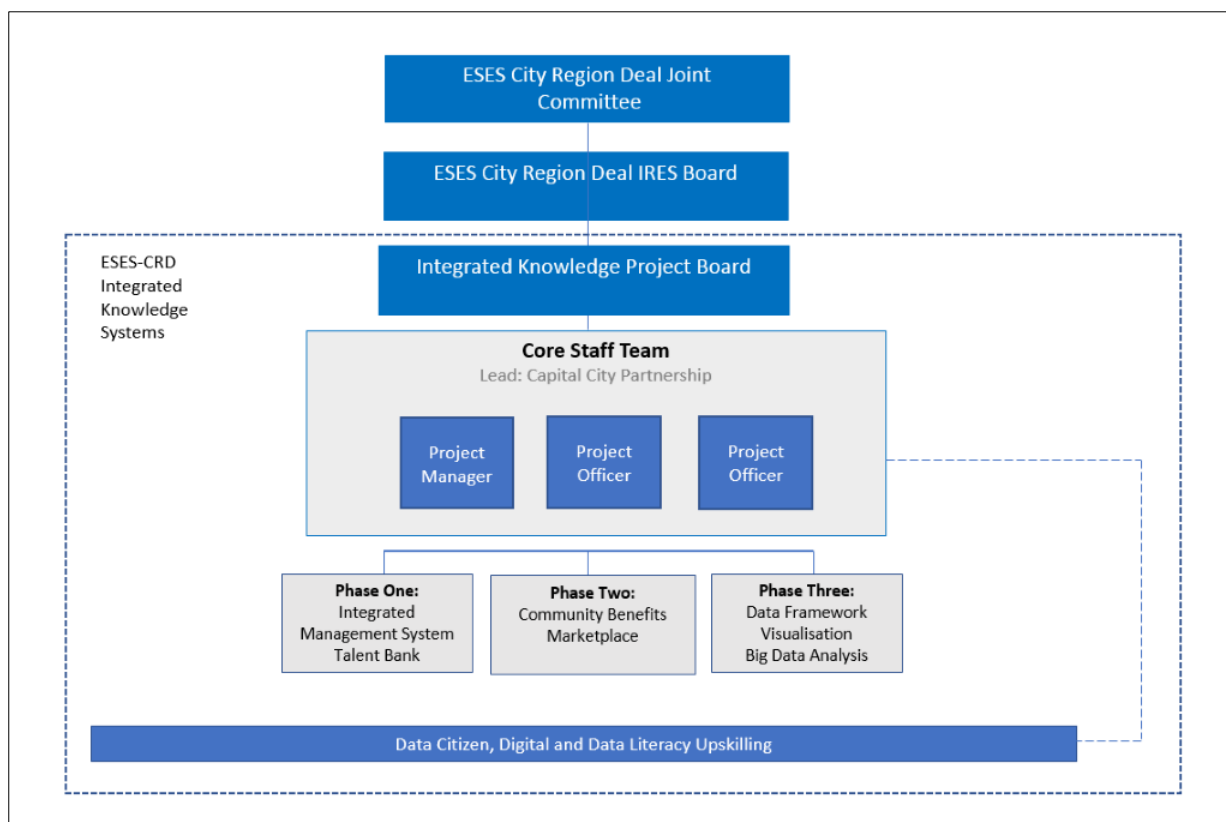 ESES City Region Deal Joint
Committee
ESES City Region Deal IRES Board
ESES-CRD
Integrated
Knowledge
Systems
Integrated Knowledge Project Board
Core Staff Team
Lead: Capital City Partnership
Project
Manager
Project
Officer
Project
Officer
Phase One:
Integrated
Management System
Talent Bank
Phase Two:
Community Benefits
Marketplace
Phase Three:
Data Framework
Visualisation
Big Data Analysis
Data Citizen, Digital and Data Literacy Upskilling